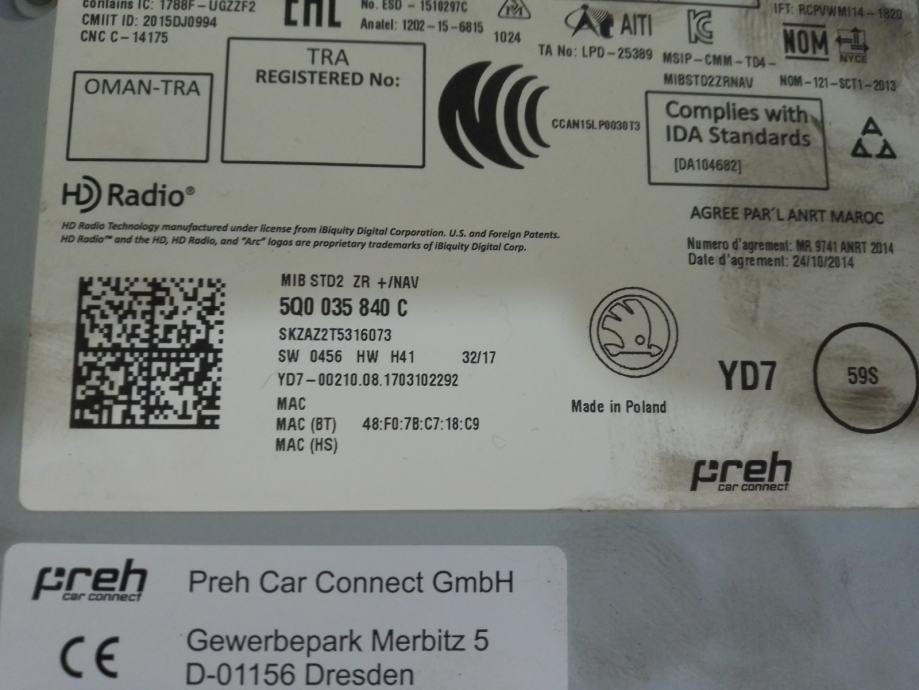 contains IC: 1788F-UGZZF2
CMIIT ID: 2015DJ0994
CNC C-14175
EAC
No. ESD - 1510297C
Anatel: 1202-15-6815
1024
AITI
TA No: LPD-25389
MSIP-CMM-TD4-
MIBSTD2ZRNAV
IFT: RCPVWMI14-1820
NOM
NYCE
NOM-121-SCT1-2013
OMAN-TRA
TRA
REGISTERED No:
CCAN15LP0030T3
Complies with
IDA Standards
[DA104682]
HD Radio®
HD Radio Technology manufactured under license from iBiquity Digital Corporation. U.S. and Foreign Patents.
HD Radio™ and the HD, HD Radio, and "Arc" logos are proprietary trademarks of iBiquity Digital Corp.
AGREE PAR´L ANRT MAROC
Numero d'agrement: MR 9741 ANRT 2014
Date d'agrement: 24/10/2014
MIB STD2 ZR +/NAV
5Q0 035 840 C
SKZAZ2T5316073
SW 0456 HW H41 32/17
YD7-00210.08.1703102292
MAC
MAC (BT) 48:F0:7B:C7:18:C9
MAC (HS)
Made in Poland
YD7
59S
preh
car connect
preh
car connect
Preh Car Connect GmbH
CE
Gewerbepark Merbitz 5
D-01156 Dresden